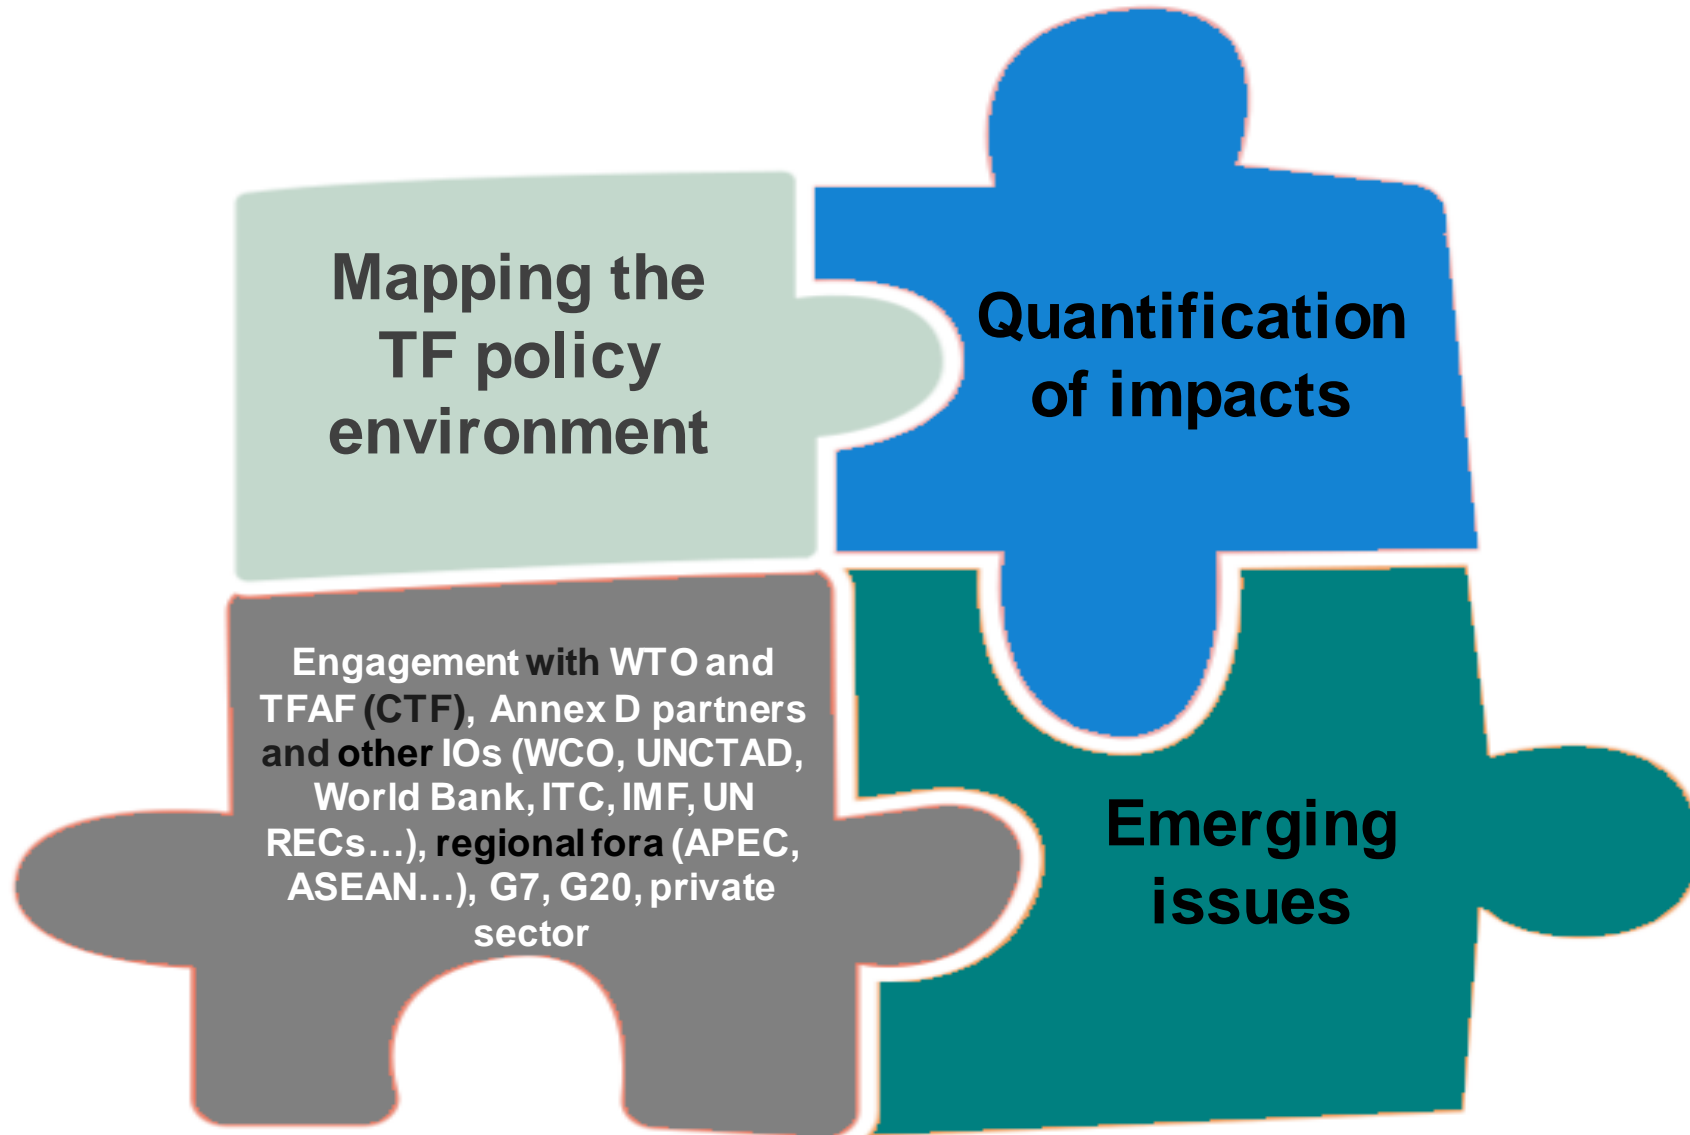 Mapping the
TF policy
environment
Quantification
of impacts
Engagement with WTO and
TFAF (CTF), Annex D partners
and other IOs (WCO, UNCTAD,
World Bank, ITC, IMF, UN
RECs…), regional fora (APEC,
ASEAN…), G7, G20, private
sector
Emerging
issues